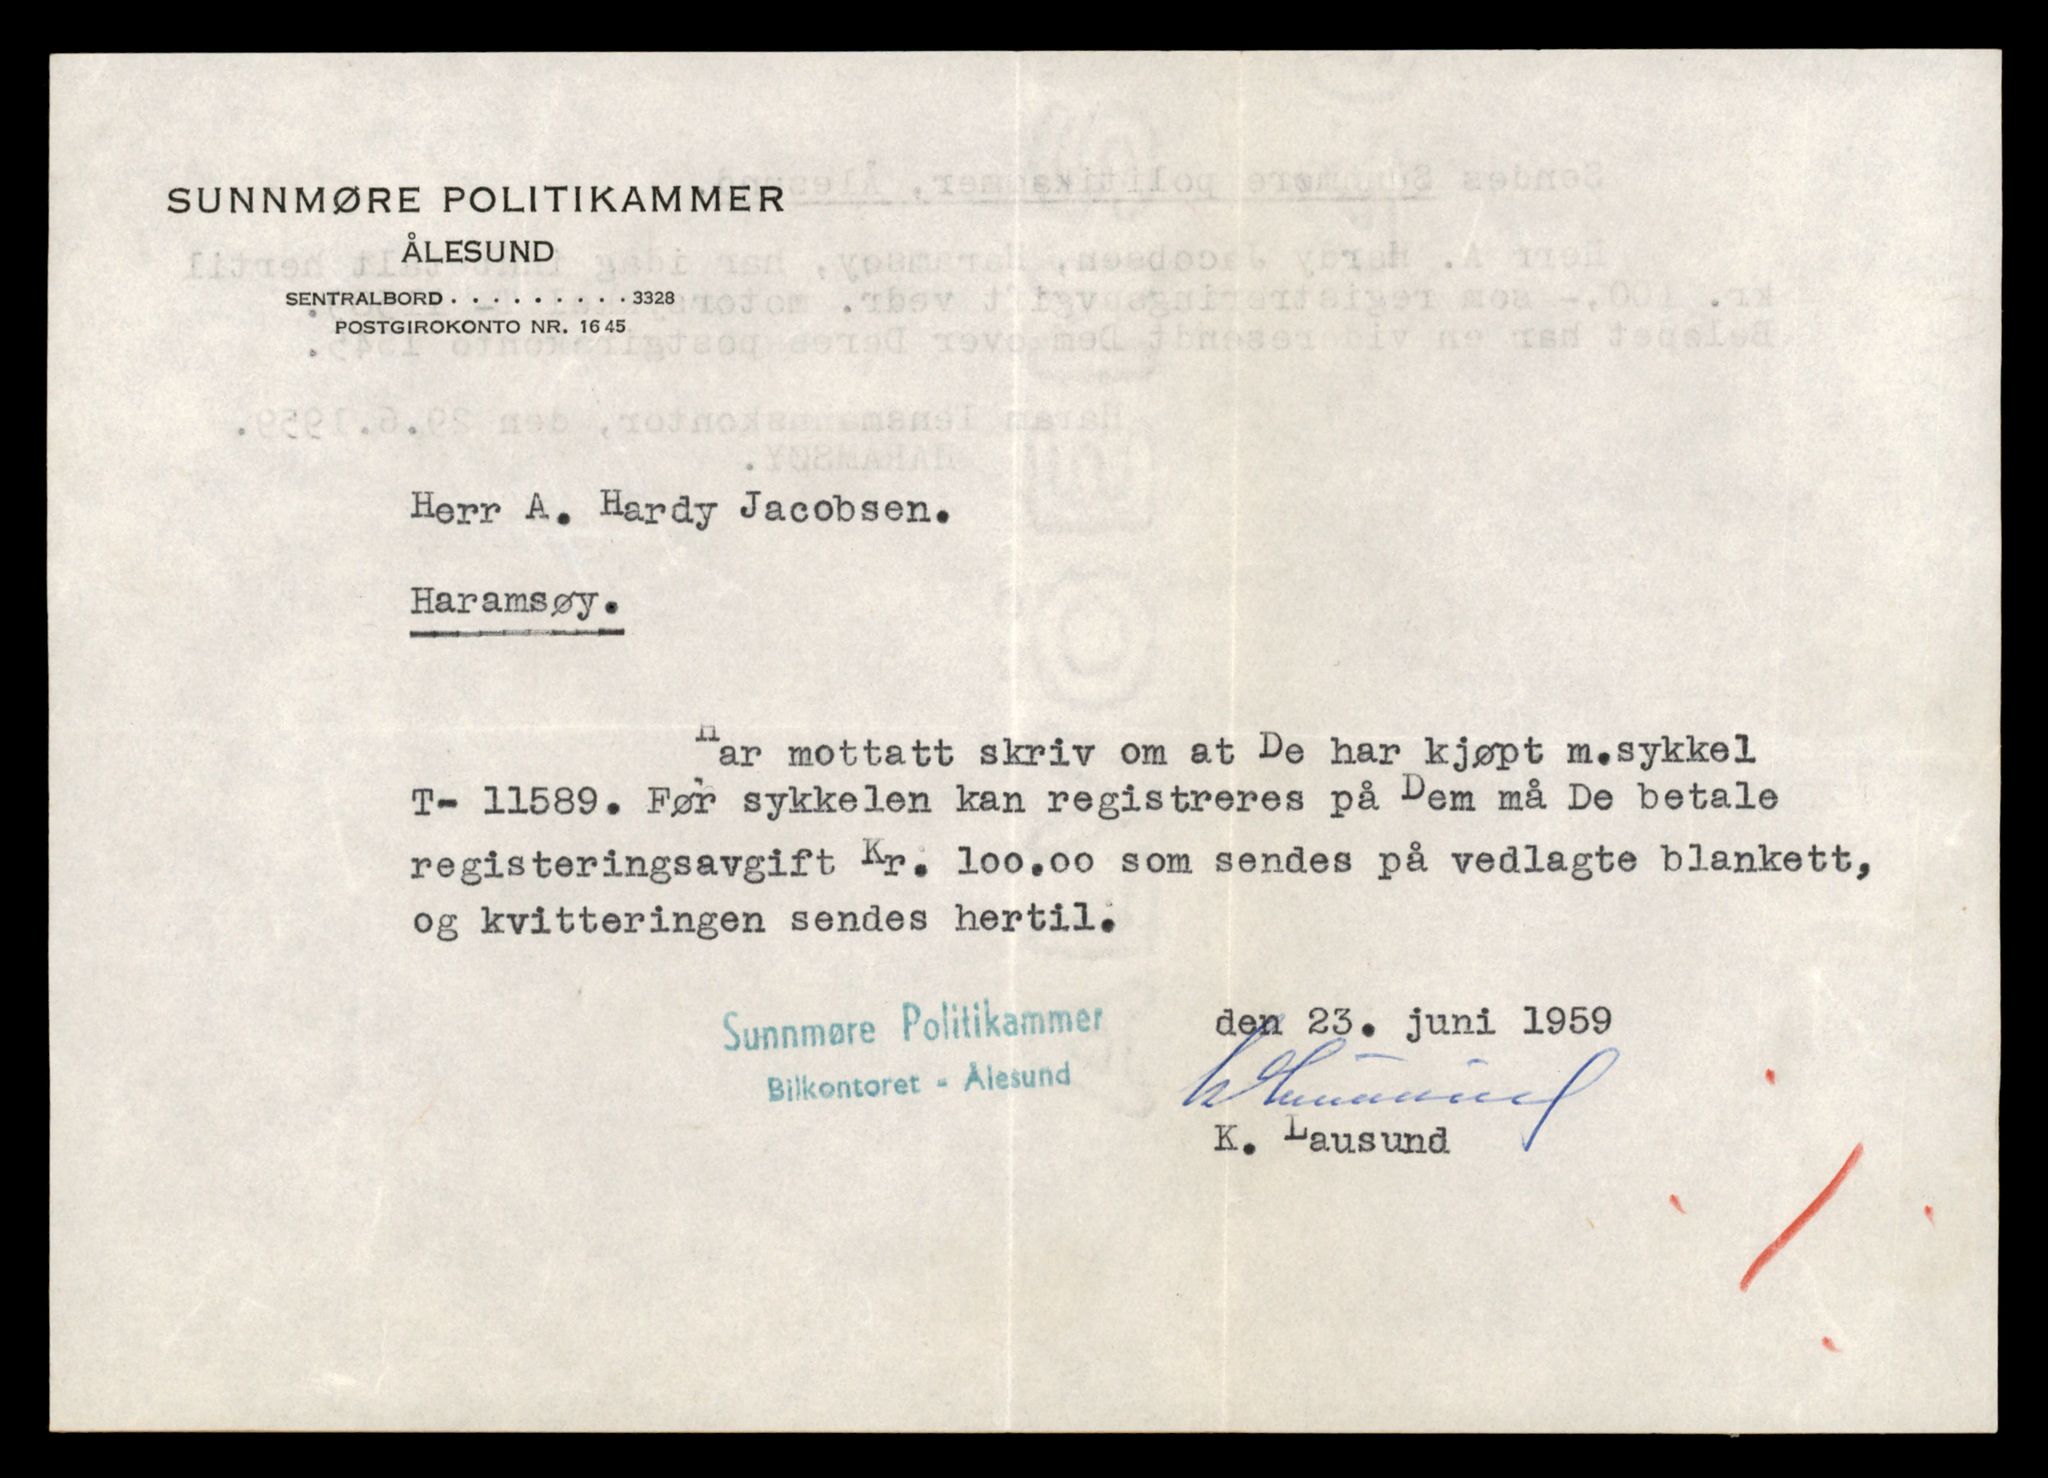 SUNNMØRE POLITIKAMMER
ÅLESUND
SENTRALBORD . . . . . . . . . . 3328
POSTGIROKONTO NR. 1645
Herr A. Hardy Jacobsen.
Haramsøy.
Har mottatt skriv om at De har kjøpt m.sykkel
T- 11589. Før sykkelen kan registreres på Dem må De betale
registeringsavgift Kr. 100.00 som sendes på vedlagte blankett,
og kvitteringen sendes hertil.
Sunnmøre Politikammer
Bilkontoret - Ålesund
den 23. juni 1959
K. Lausund